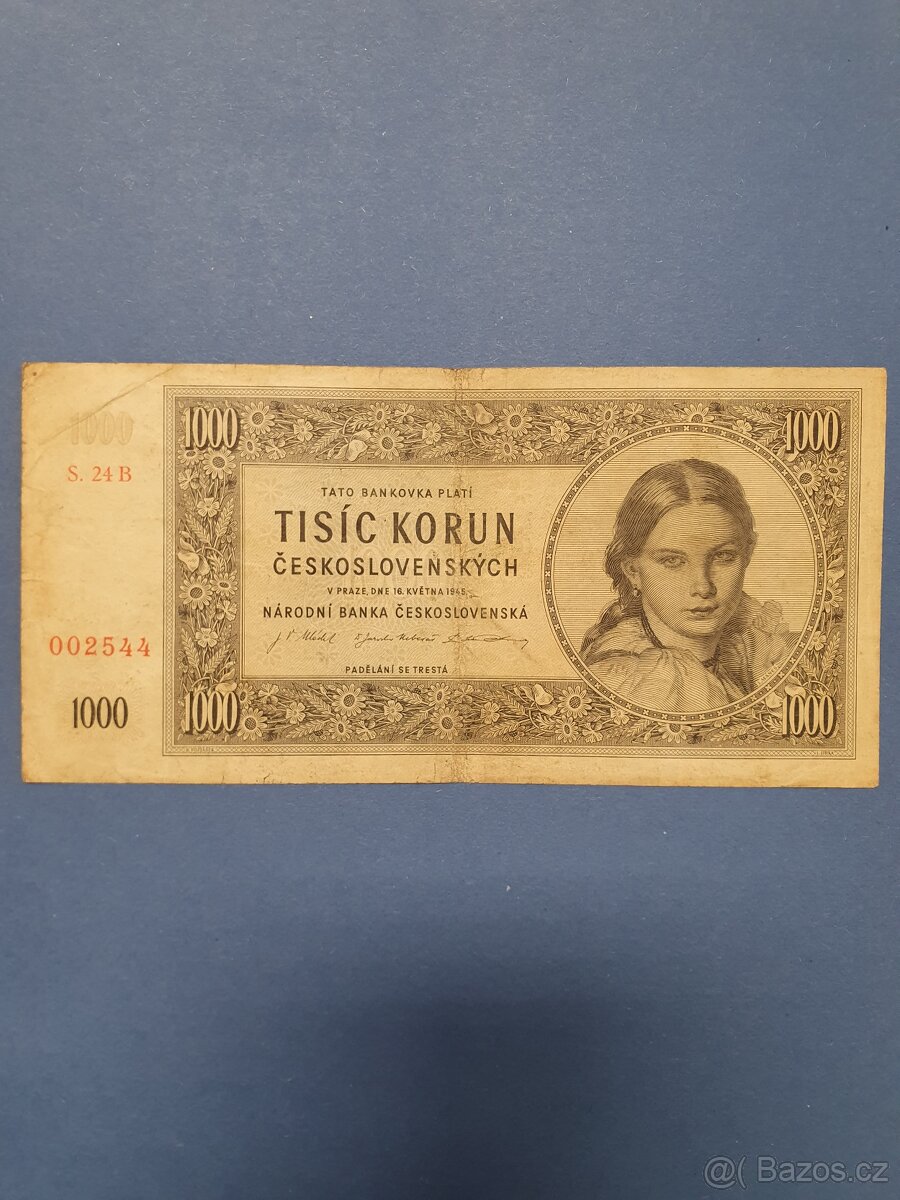 1000
S. 24 B
002544
1000
1000
1000
TATO BANKOVKA PLATÍ
TISÍC KORUN
ČESKOSLOVENSKÝCH
V PRAZE, DNE 16. KVĚTNA 1945
NÁRODNÍ BANKA ČESKOSLOVENSKÁ
PADĚLÁNÍ SE TRESTÁ
1000
1000
@( Bazos.cz